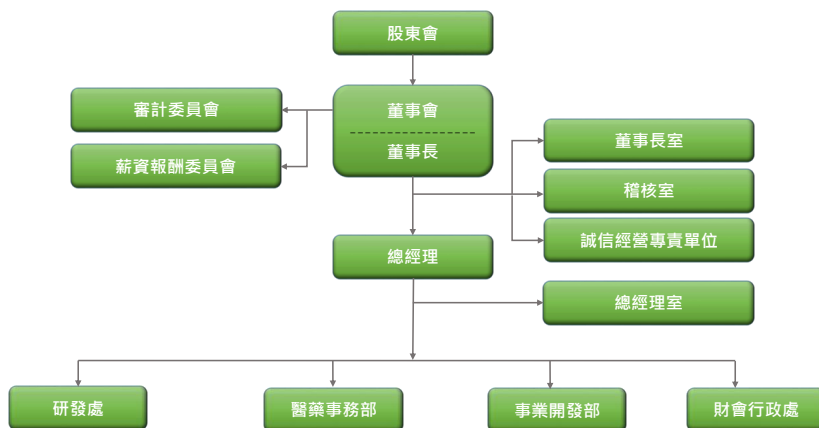 股東會
審計委員會
薪資報酬委員會
董事會
董事長
董事長室
稽核室
誠信經營專責單位
總經理
總經理室
研發處
醫藥事務部
事業開發部
財會行政處